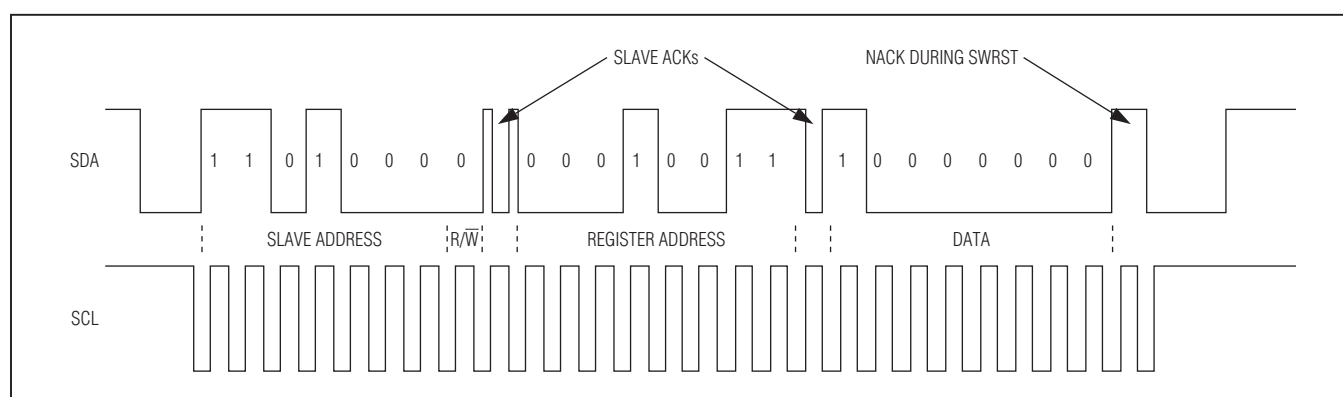 SLAVE ACKs NACK DURING SWRST
SDA 1 1 0 1 0 0 0 0 0 0 0 1 0 0 1 1 1 0 0 0 0 0 0 0
SLAVE ADDRESS R/W̅ REGISTER ADDRESS DATA
SCL